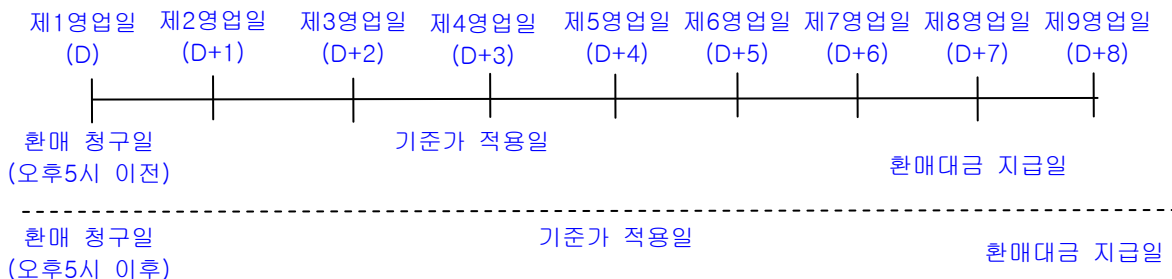 제1영업일 제2영업일 제3영업일 제4영업일 제5영업일 제6영업일 제7영업일 제8영업일 제9영업일
(D) (D+1) (D+2) (D+3) (D+4) (D+5) (D+6) (D+7) (D+8)
환매 청구일 기준가 적용일
(오후5시 이전) 환매대금 지급일
환매 청구일 기준가 적용일
(오후5시 이후) 환매대금 지급일